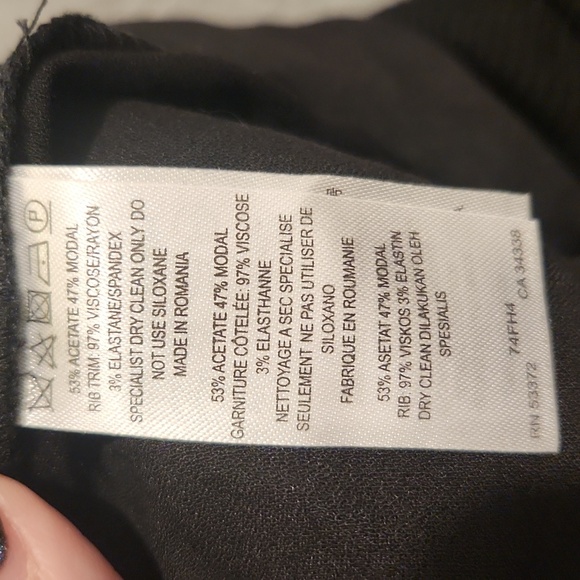 53% ACETATE 47% MODAL
RIB TRIM: 97% VISCOSE/RAYON
3% ELASTANE/SPANDEX
SPECIALIST DRY CLEAN ONLY DO
NOT USE SILOXANE
MADE IN ROMANIA
53% ACETATE 47% MODAL
GARNITURE CÔTELÉE: 97% VISCOSE
3% ELASTHANNE
NETTOYAGE A SEC SPECIALISE
SEULEMENT NE PAS UTILISER DE
SILOXANO
FABRIQUE EN ROUMANIE
53% ASETAT 47% MODAL
RIB 97% VISKOS 3% ELASTIN
DRY CLEAN DILAKUKAN OLEH
SPESIALIS
74FH4
RN 53372 CA 34338
P